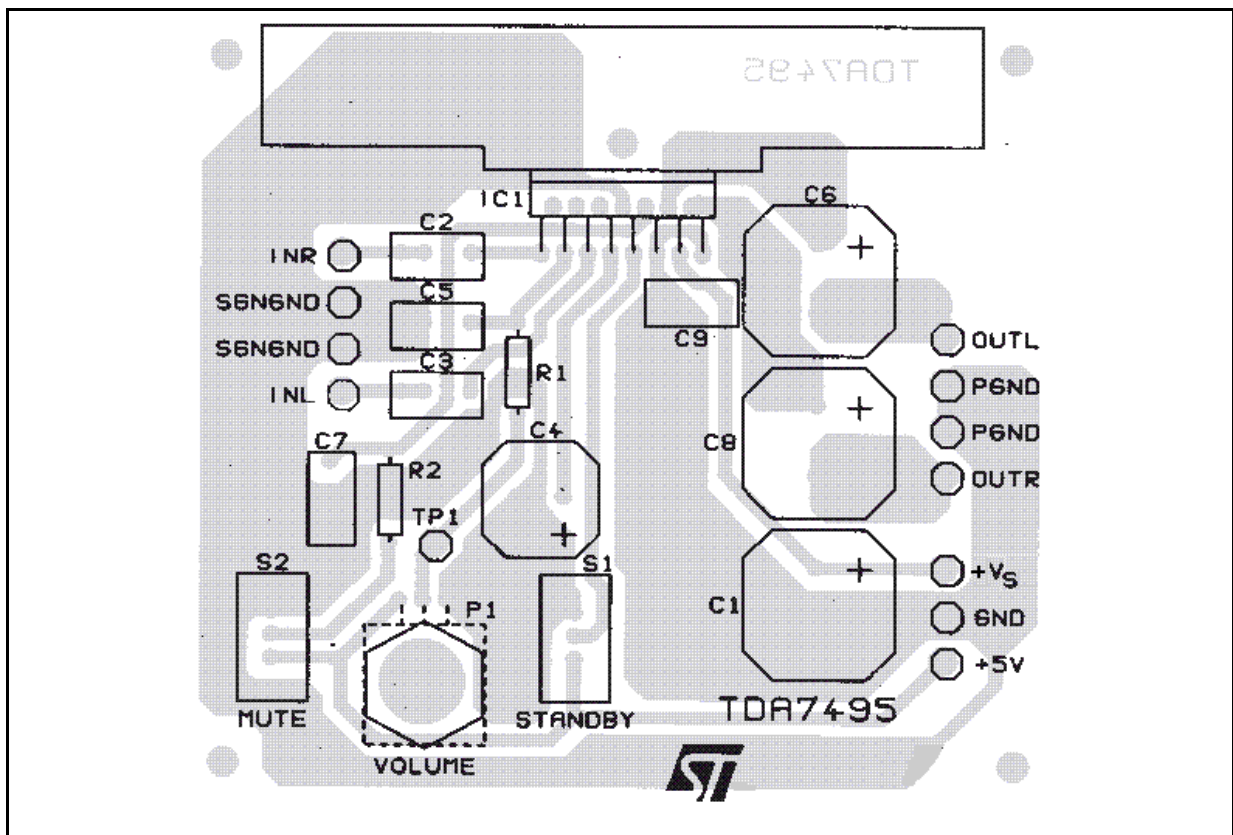 TDA7495
IC1
C6
C2
INR
C5
SGNGND
C9
OUTL
SGNGND
C3
R1
PGND
INL
C4
C8
PGND
C7
R2
OUTR
TP1
S2
S1
+VS
P1
C1
GND
+5V
MUTE
STANDBY
TDA7495
VOLUME
ST